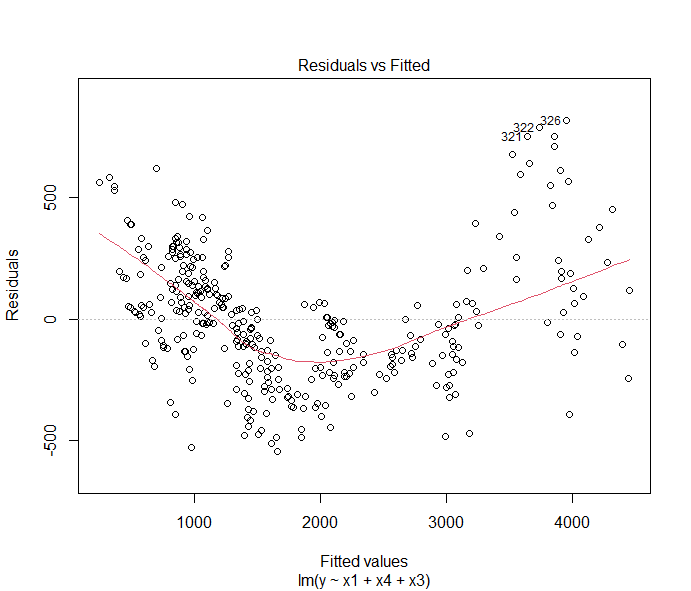 Residuals vs Fitted
Residuals
500
0
-500
321
322
326
1000 2000 3000 4000
Fitted values
lm(y ~ x1 + x4 + x3)